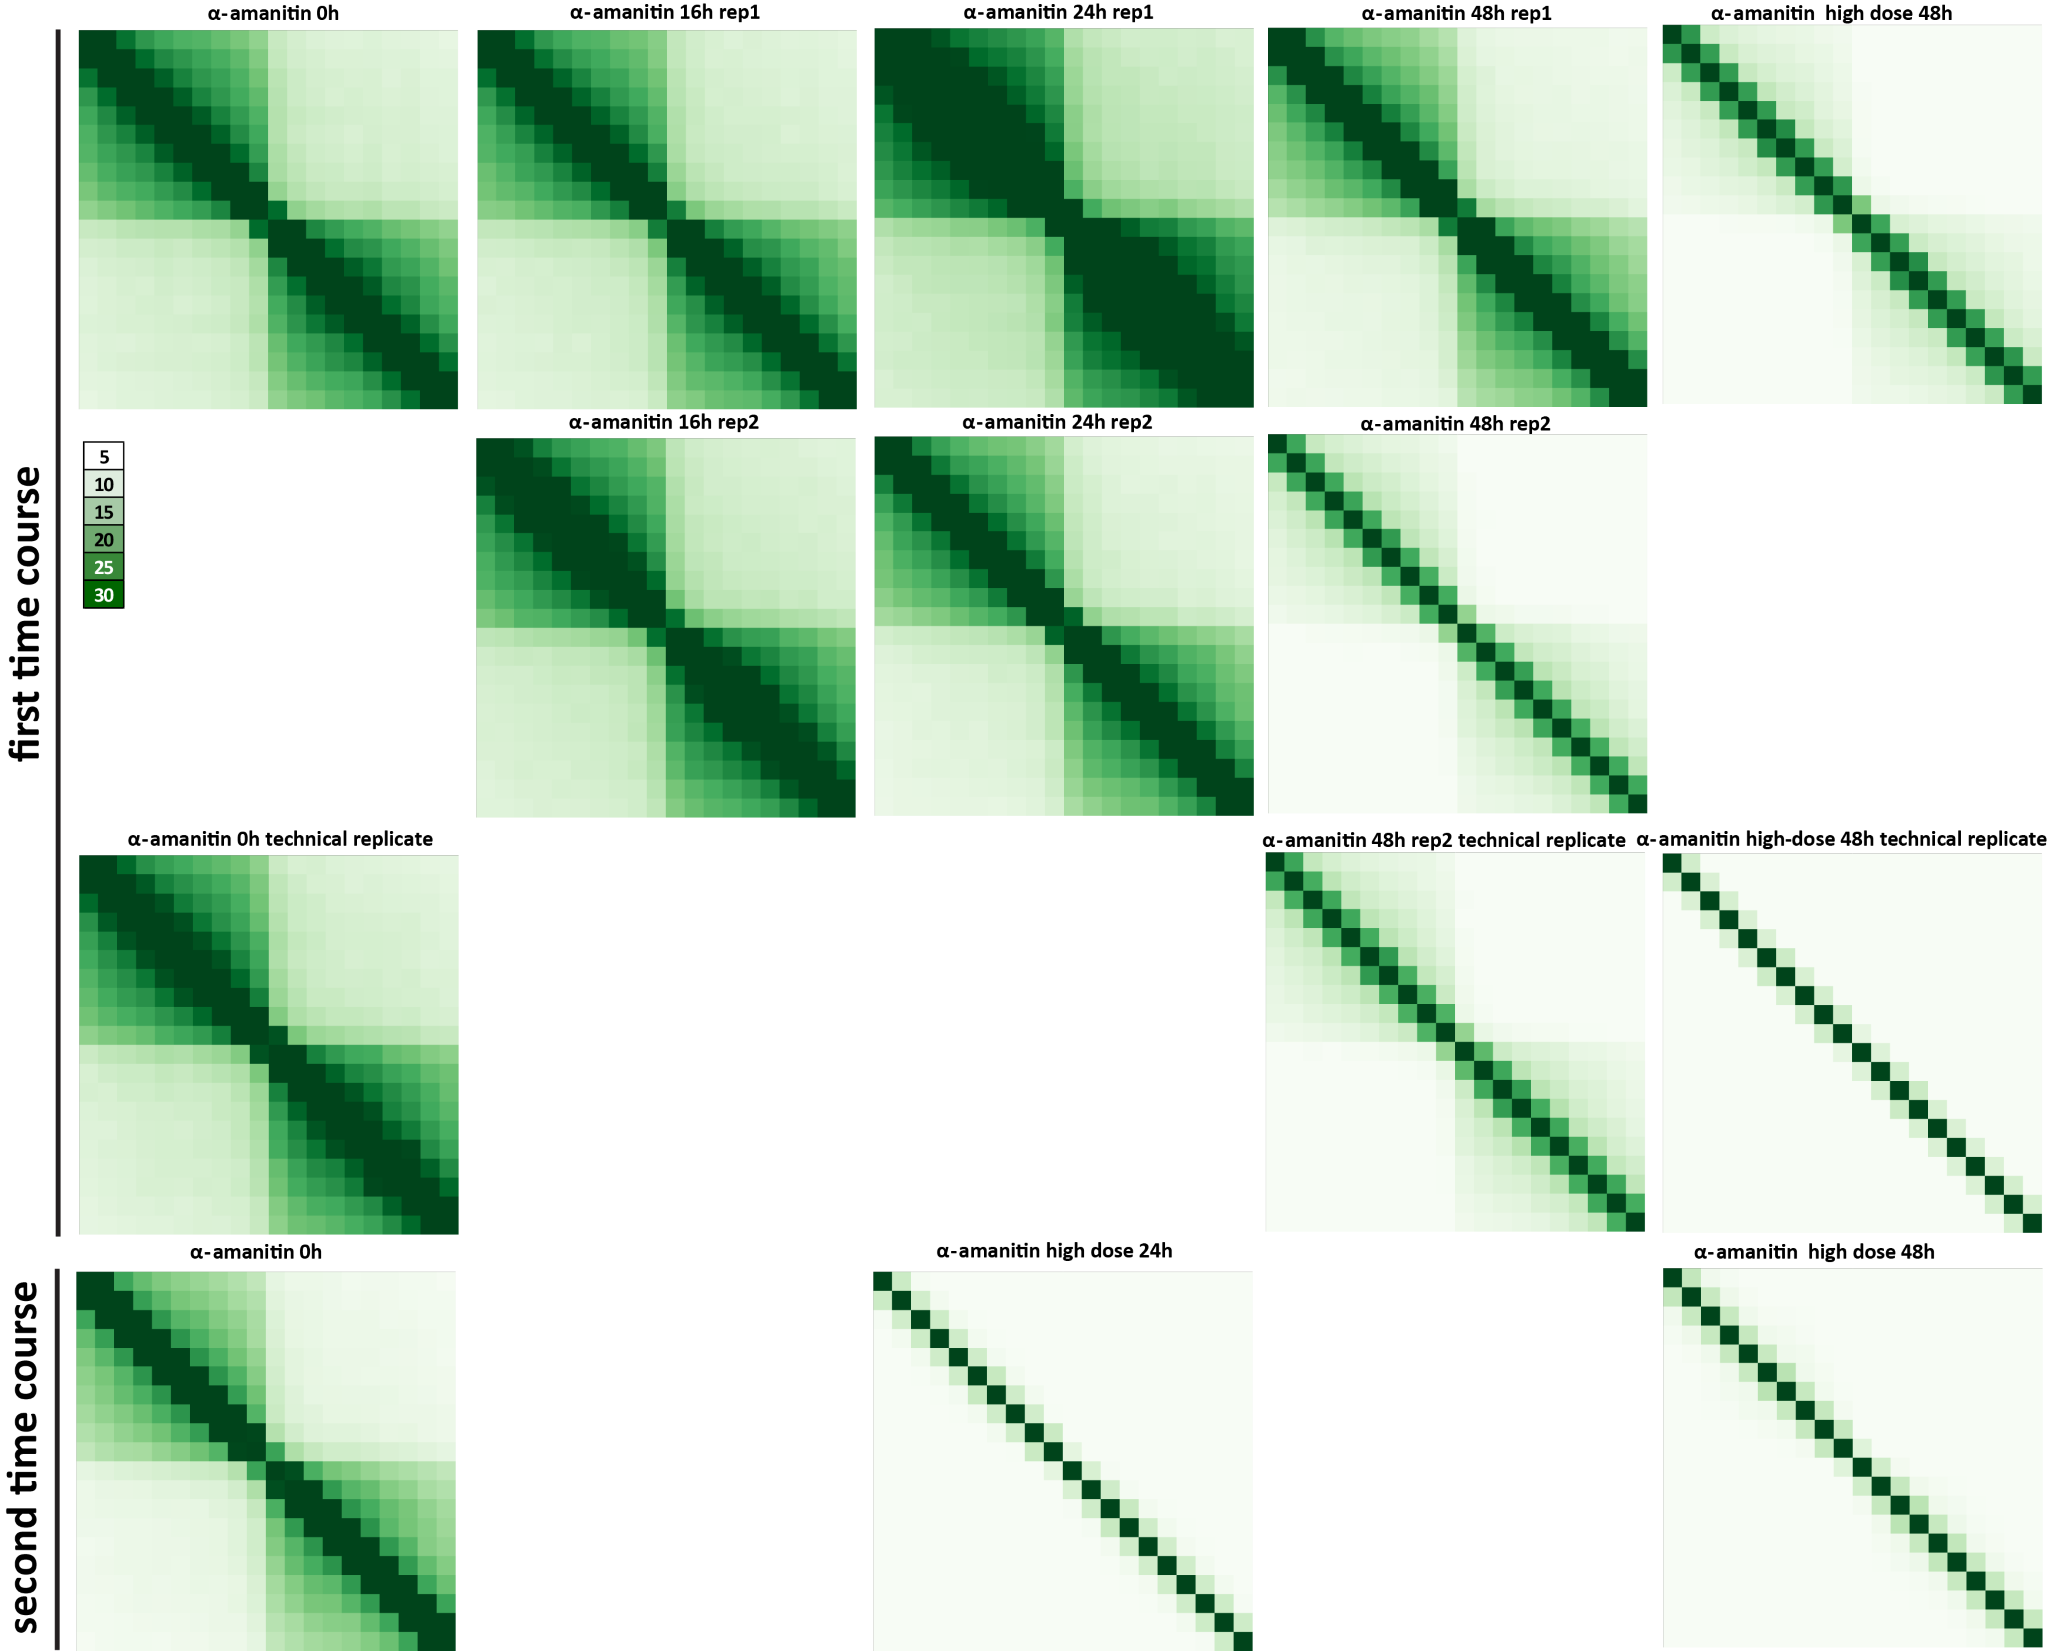 α-amanitin 0h
α-amanitin 16h rep1
α-amanitin 24h rep1
α-amanitin 48h rep1
α-amanitin high dose 48h
first time course
α-amanitin 16h rep2
α-amanitin 24h rep2
α-amanitin 48h rep2
5
10
15
20
25
30
α-amanitin 0h technical replicate
α-amanitin 48h rep2 technical replicate
α-amanitin high-dose 48h technical replicate
second time course
α-amanitin 0h
α-amanitin high dose 24h
α-amanitin high dose 48h